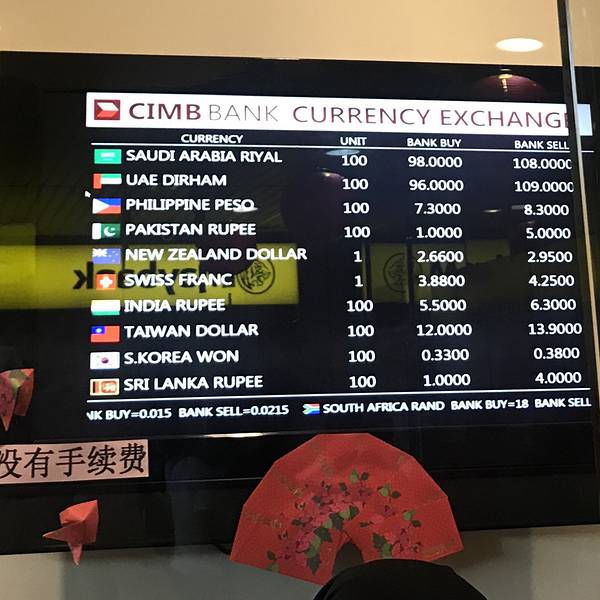 CIMB BANK CURRENCY EXCHANG
CURRENCY UNIT BANK BUY BANK SELL
SAUDI ARABIA RIYAL 100 98.0000 108.0000
UAE DIRHAM 100 96.0000 109.0000
PHILIPPINE PESO 100 7.3000 8.3000
PAKISTAN RUPEE 100 1.0000 5.0000
NEW ZEALAND DOLLAR 1 2.6600 2.9500
SWISS FRANC 1 3.8800 4.2500
INDIA RUPEE 100 5.5000 6.3000
TAIWAN DOLLAR 100 12.0000 13.9000
S.KOREA WON 100 0.3300 0.3800
SRI LANKA RUPEE 100 1.0000 4.0000
NK BUY=0.015 BANK SELL=0.0215 SOUTH AFRICA RAND BANK BUY=18 BANK SELL
没有手续费